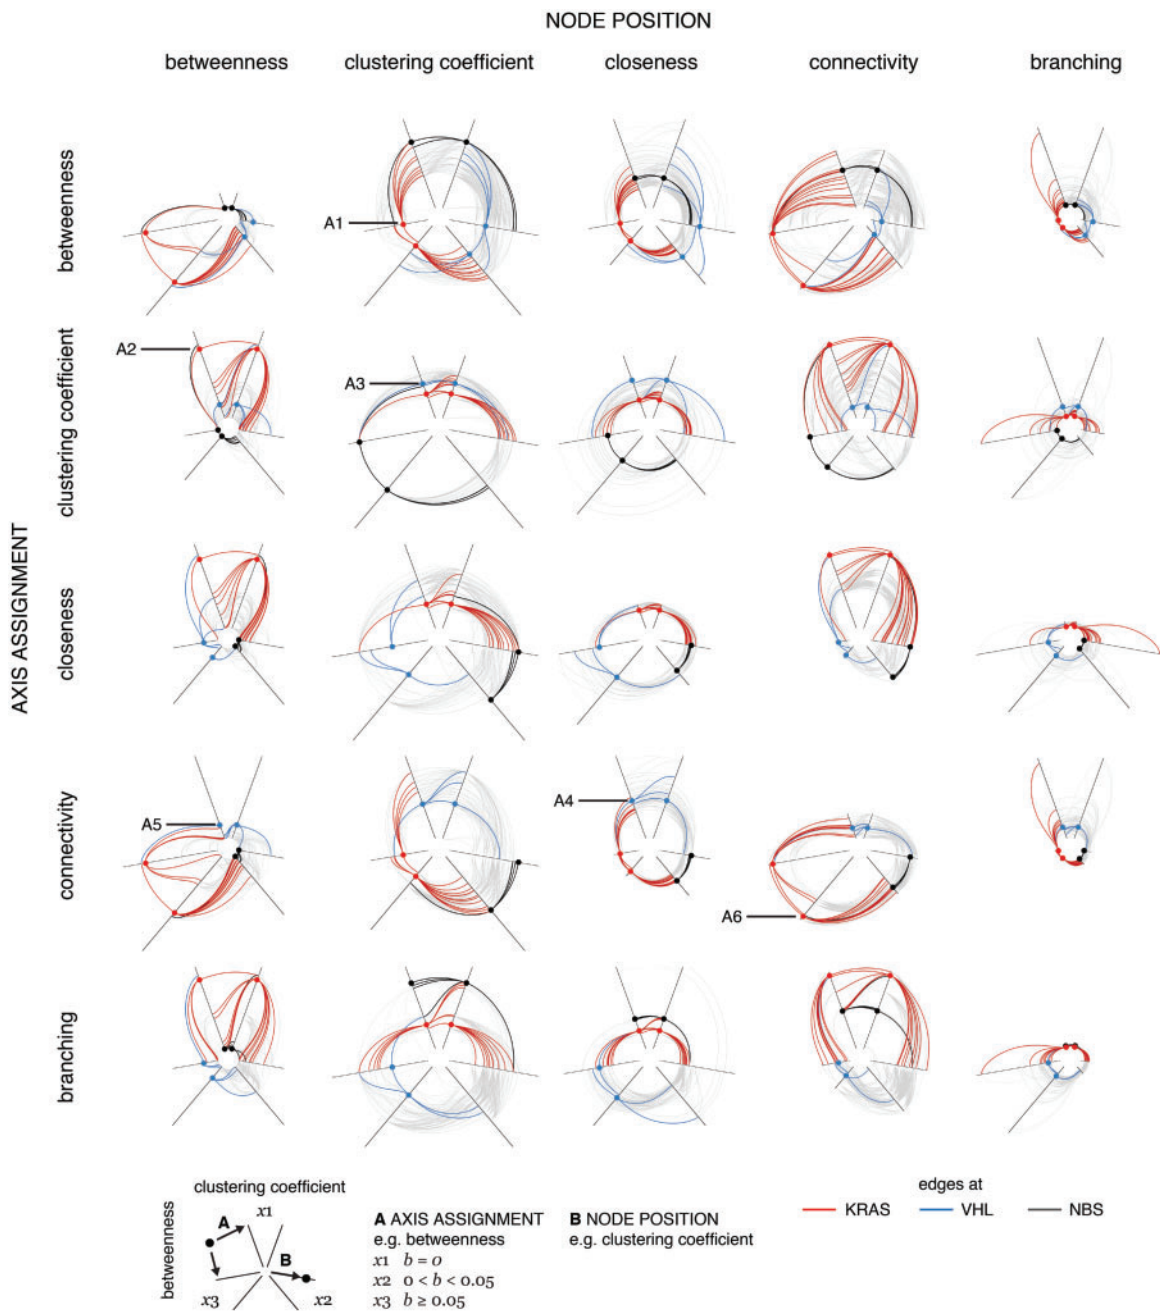 NODE POSITION
betweenness
clustering coefficient
closeness
connectivity
branching
AXIS ASSIGNMENT
betweenness
A1
clustering coefficient
A2
A3
closeness
connectivity
A4
A5
A6
branching
clustering coefficient
betweenness
A
x1
B
x3
x2
A AXIS ASSIGNMENT
e.g. betweenness
x1 b = 0
x2 0 < b < 0.05
x3 b ≥ 0.05
B NODE POSITION
e.g. clustering coefficient
edges at
KRAS
VHL
NBS